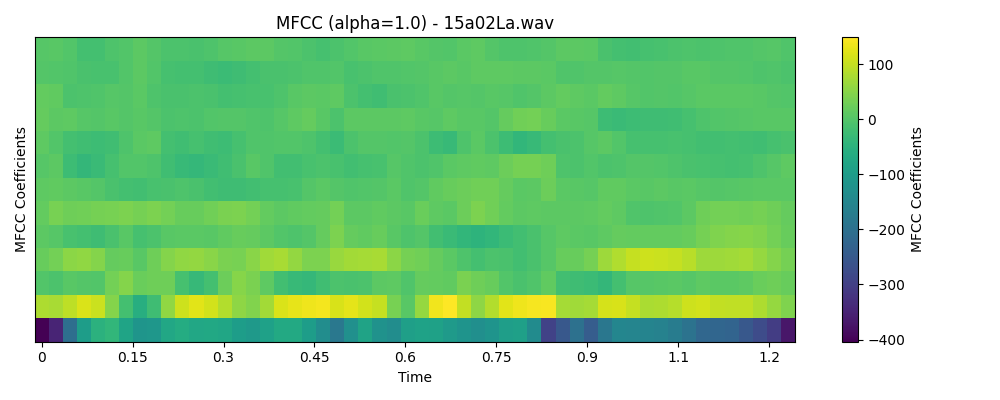 MFCC (alpha=1.0) - 15a02La.wav
MFCC Coefficients
0 0.15 0.3 0.45 0.6 0.75 0.9 1.1 1.2
Time
100
0
−100
−200
−300
−400
MFCC Coefficients